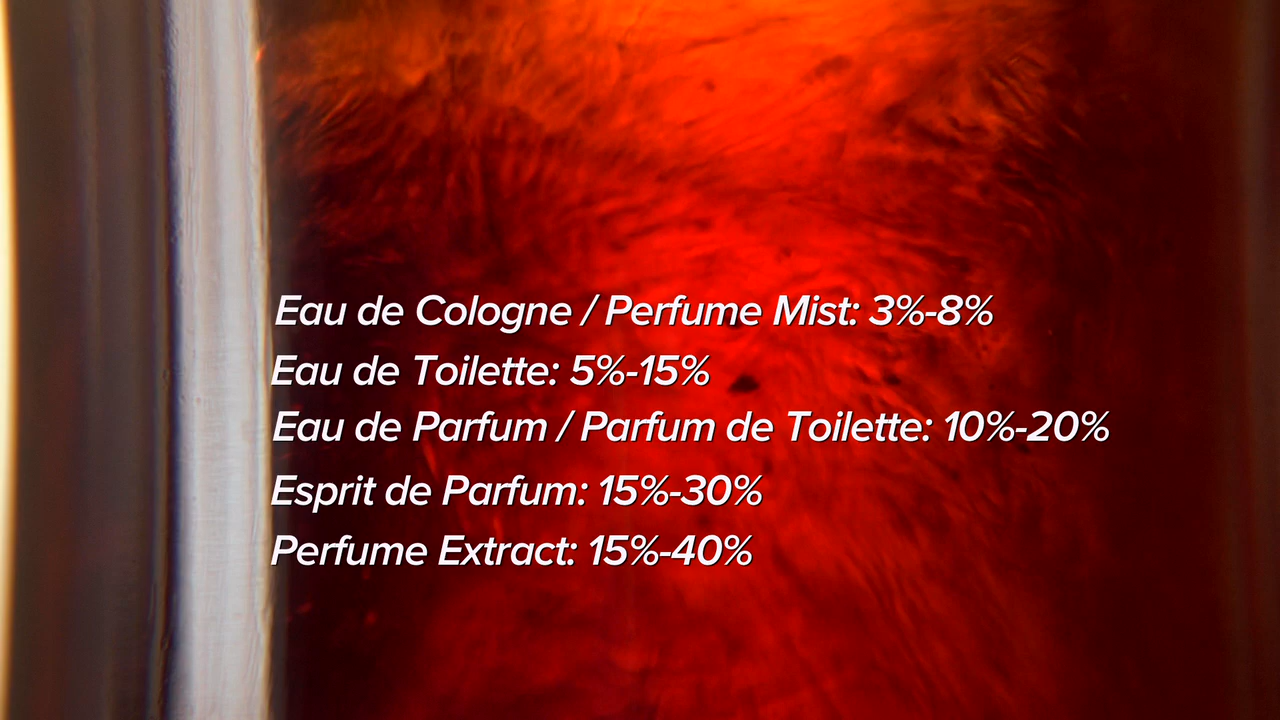 Eau de Cologne / Perfume Mist: 3%-8%
Eau de Toilette: 5%-15%
Eau de Parfum / Parfum de Toilette: 10%-20%
Esprit de Parfum: 15%-30%
Perfume Extract: 15%-40%